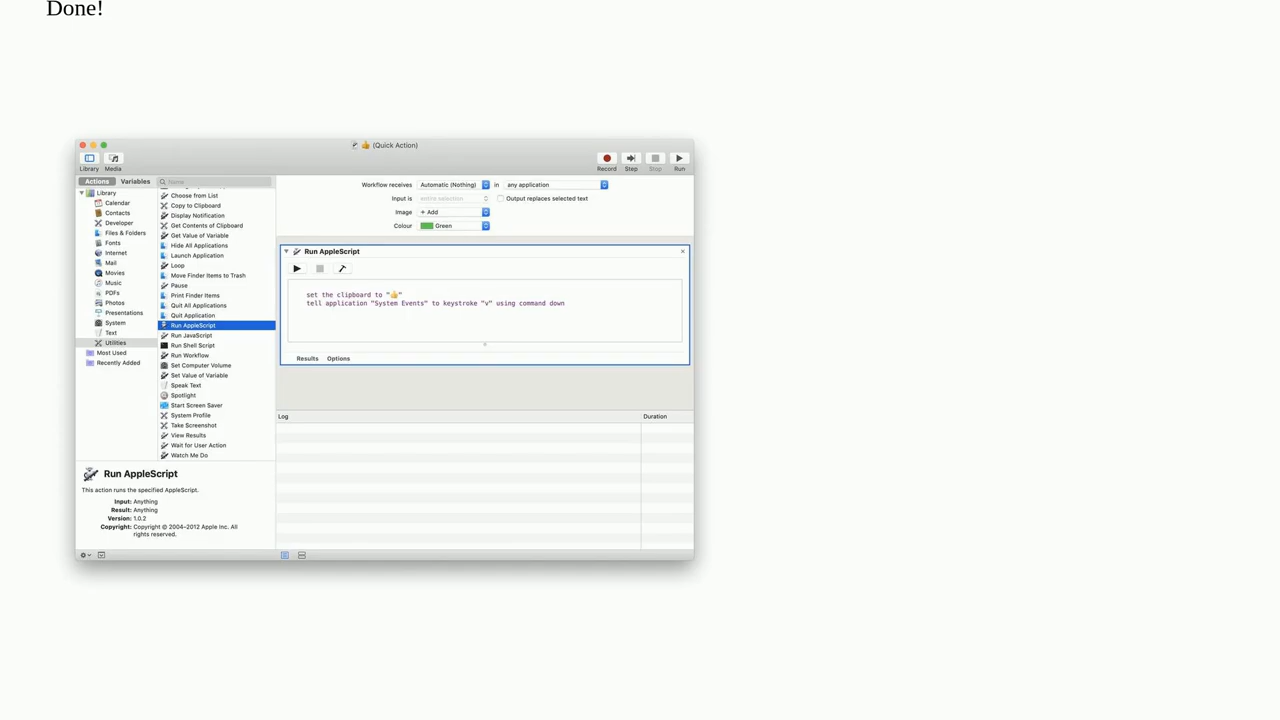 Done!
👍 (Quick Action)
Library
Media
Record
Step
Stop
Run
Actions
Variables
Name
Library
Calendar
Contacts
Developer
Files & Folders
Fonts
Internet
Mail
Movies
Music
PDFs
Photos
Presentations
System
Text
Utilities
Most Used
Recently Added
Choose from List
Copy to Clipboard
Display Notification
Get Contents of Clipboard
Get Value of Variable
Hide All Applications
Launch Application
Loop
Move Finder Items to Trash
Pause
Print Finder Items
Quit All Applications
Quit Application
Run AppleScript
Run JavaScript
Run Shell Script
Run Workflow
Set Computer Volume
Set Value of Variable
Speak Text
Spotlight
Start Screen Saver
System Profile
Take Screenshot
View Results
Wait for User Action
Watch Me Do
Workflow receives Automatic (Nothing) in any application
Input is entire selection Output replaces selected text
Image + Add
Colour Green
Run AppleScript
set the clipboard to "👍"
tell application "System Events" to keystroke "v" using command down
Results Options
Log Duration
Run AppleScript
This action runs the specified AppleScript.
Input: Anything
Result: Anything
Version: 1.0.2
Copyright: Copyright © 2004–2012 Apple Inc. All
rights reserved.